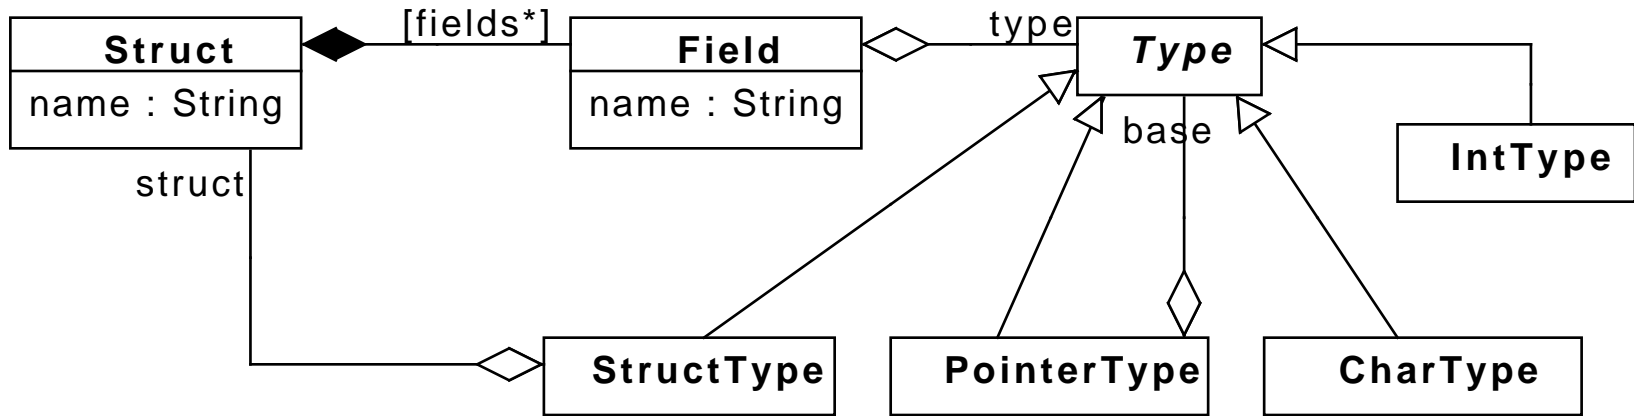 Struct
name : String
[fields*]
Field
name : String
type
Type
base
IntType
struct
StructType
PointerType
CharType